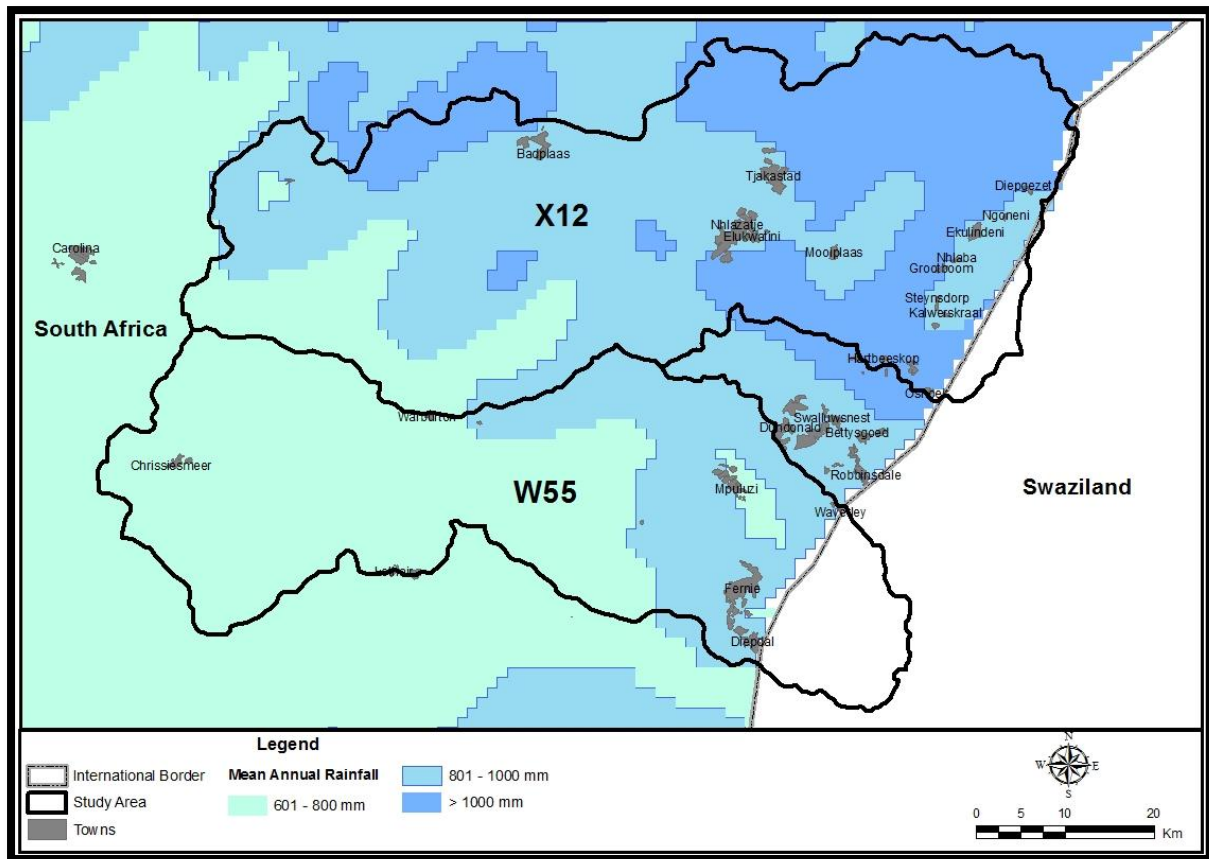 Badplaas
Tjakastad
Diepgezet
X12
Ngoneni
Nhlazatje
Ekulindeni
Elukwatini
Carolina
Mooiplaas
Nhlaba
Grootboom
Steynsdorp
Kalwerskraal
South Africa
Hartbeeskop
Warburton
Swalluwsnest
Dundonald
Bettysgoed
Chrissiesmeer
Robbinsdale
Mpuluzi
W55
Swaziland
Waverley
Fernie
Diepdal
Legend
International Border
Study Area
Towns
Mean Annual Rainfall
601 - 800 mm
801 - 1000 mm
> 1000 mm
N
W E
S
0 5 10 20
Km